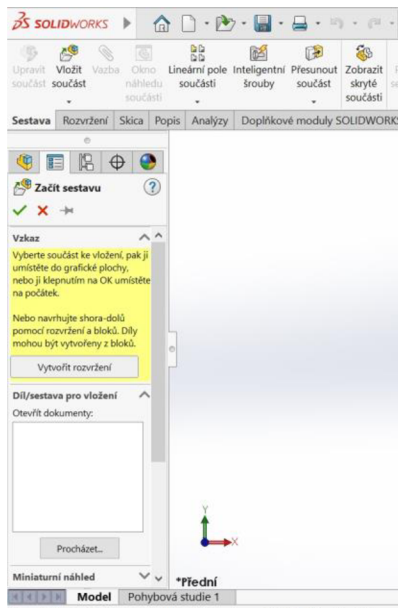 SOLIDWORKS
Upravit Vložit Vazba Okno Lineární pole Inteligentní Přesunout Zobrazit
součást součást náhledu součásti šrouby součást skryté
součásti součásti
Sestava Rozvržení Skica Popis Analýzy Doplňkové moduly SOLIDWORKS
Začít sestavu ?
Vzkaz
Vyberte součást ke vložení, pak ji
umístěte do grafické plochy,
nebo ji klepnutím na OK umístěte
na počátek.
Nebo navrhujte shora-dolů
pomocí rozvržení a bloků. Díly
mohou být vytvořeny z bloků.
Vytvořit rozvržení
Díl/sestava pro vložení
Otevřít dokumenty:
Procházet...
Miniaturní náhled
Y
X
*Přední
Model Pohybová studie 1